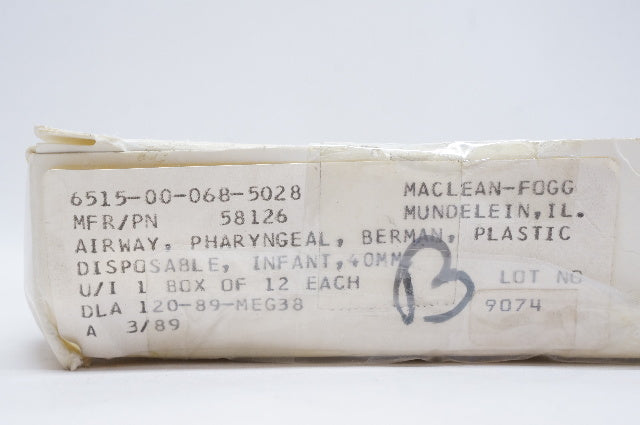 6515-00-068-5028 MACLEAN-FOGG
MFR/PN 58126 MUNDELEIN, IL.
AIRWAY, PHARYNGEAL, BERMAN, PLASTIC
DISPOSABLE, INFANT, 40MM
U/I 1 BOX OF 12 EACH LOT NO
DLA 120-89-MEG38 9074
A 3/89
B